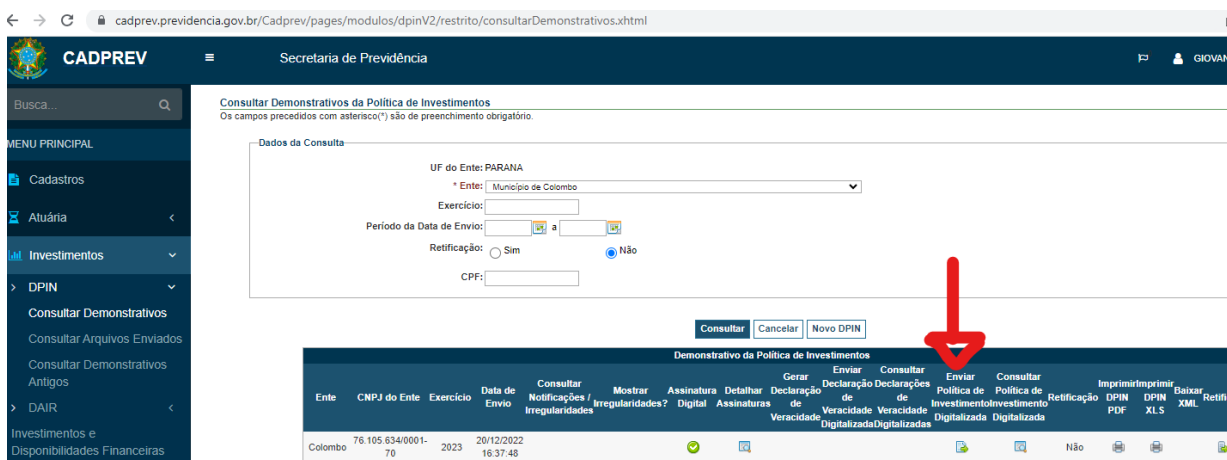 cadprev.previdencia.gov.br/Cadprev/pages/modulos/dpinV2/restrito/consultarDemonstrativos.xhtml
CADPREV
Secretaria de Previdência
GIOVAN
Busca...
MENU PRINCIPAL
Cadastros
Atuária
Investimentos
DPIN
Consultar Demonstrativos
Consultar Arquivos Enviados
Consultar Demonstrativos
Antigos
DAIR
Investimentos e
Disponibilidades Financeiras
Consultar Demonstrativos da Política de Investimentos
Os campos precedidos com asterisco(*) são de preenchimento obrigatório.
Dados da Consulta
UF do Ente: PARANA
* Ente: Município de Colombo
Exercício:
Período da Data de Envio: a
Retificação: Sim Não
CPF:
Consultar Cancelar Novo DPIN
Demonstrativo da Política de Investimentos
Ente
CNPJ do Ente
Exercício
Data de
Envio
Consultar
Notificações /
Irregularidades
Mostrar
Irregularidades?
Assinatura
Digital
Detalhar
Assinaturas
Gerar
Declaração
de
Veracidade
Enviar
Declaração
de
Veracidade
Digitalizada
Consultar
Declarações
de
Veracidade
Digitalizadas
Enviar
Política de
Investimento
Digitalizada
Consultar
Política de
Investimento
Digitalizada
Retificação
Imprimir
DPIN
PDF
Imprimir
DPIN
XLS
Baixar
XML
Retifi
Colombo
76.105.634/0001-
70
2023
20/12/2022
16:37:48
Não